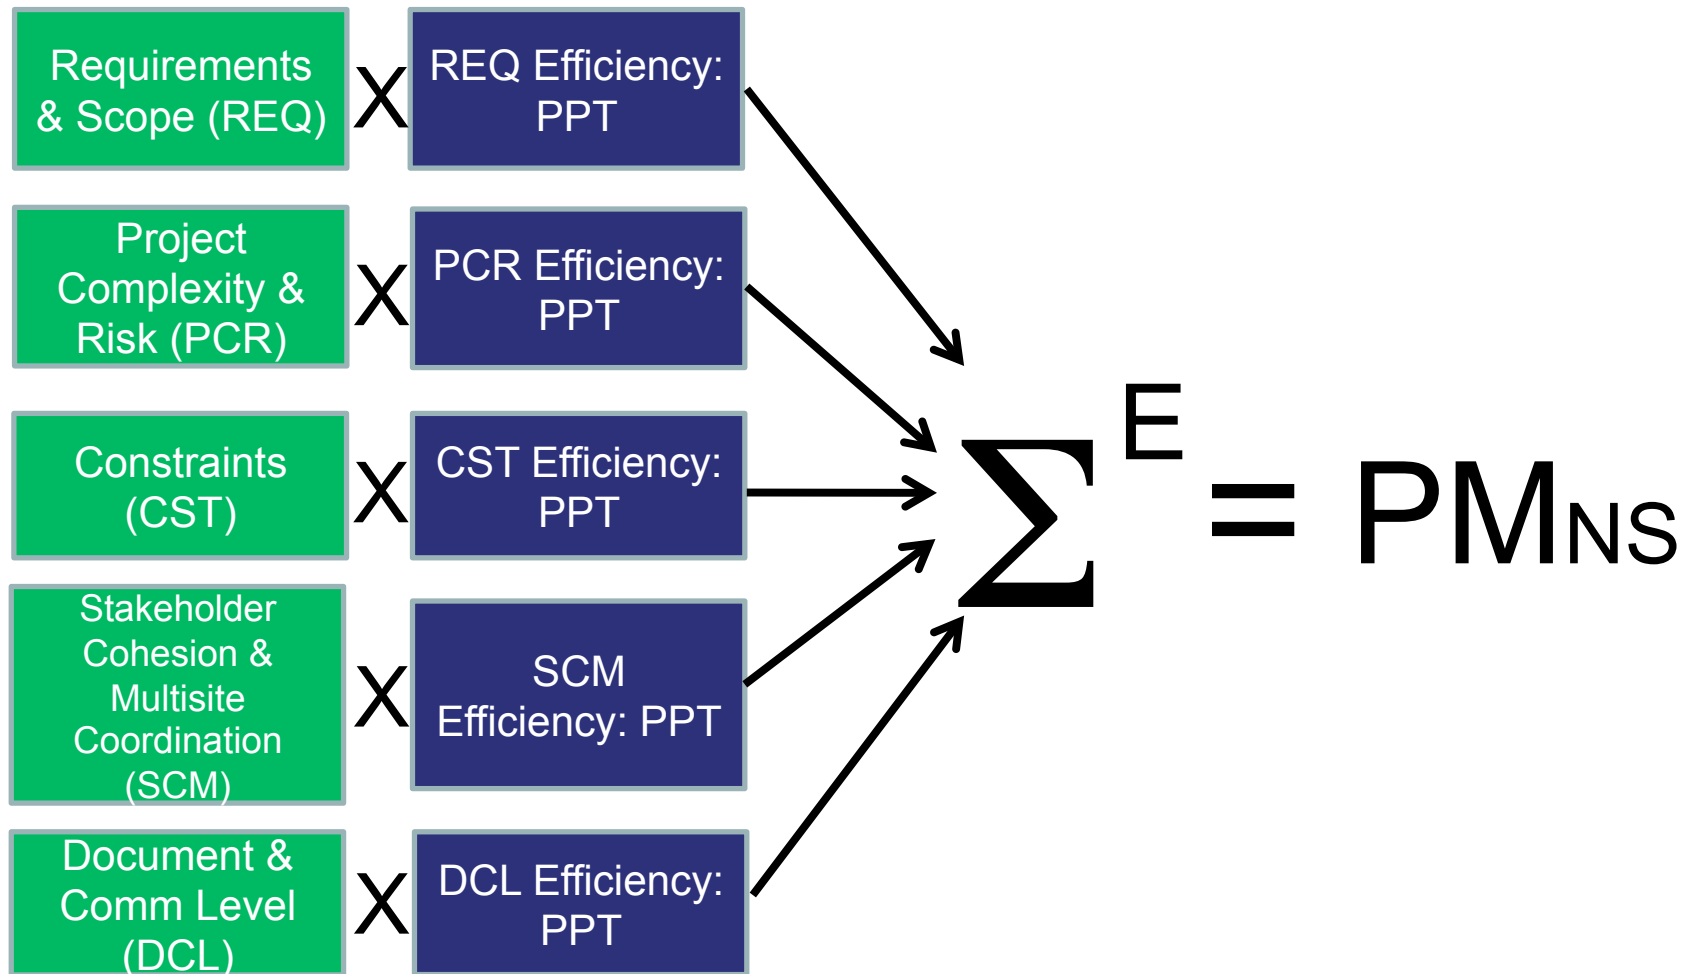 Requirements
& Scope (REQ)
X
REQ Efficiency:
PPT
Project
Complexity &
Risk (PCR)
X
PCR Efficiency:
PPT
Constraints
(CST)
X
CST Efficiency:
PPT
Stakeholder
Cohesion &
Multisite
Coordination
(SCM)
X
SCM
Efficiency: PPT
Document &
Comm Level
(DCL)
X
DCL Efficiency:
PPT
∑E = PMNS